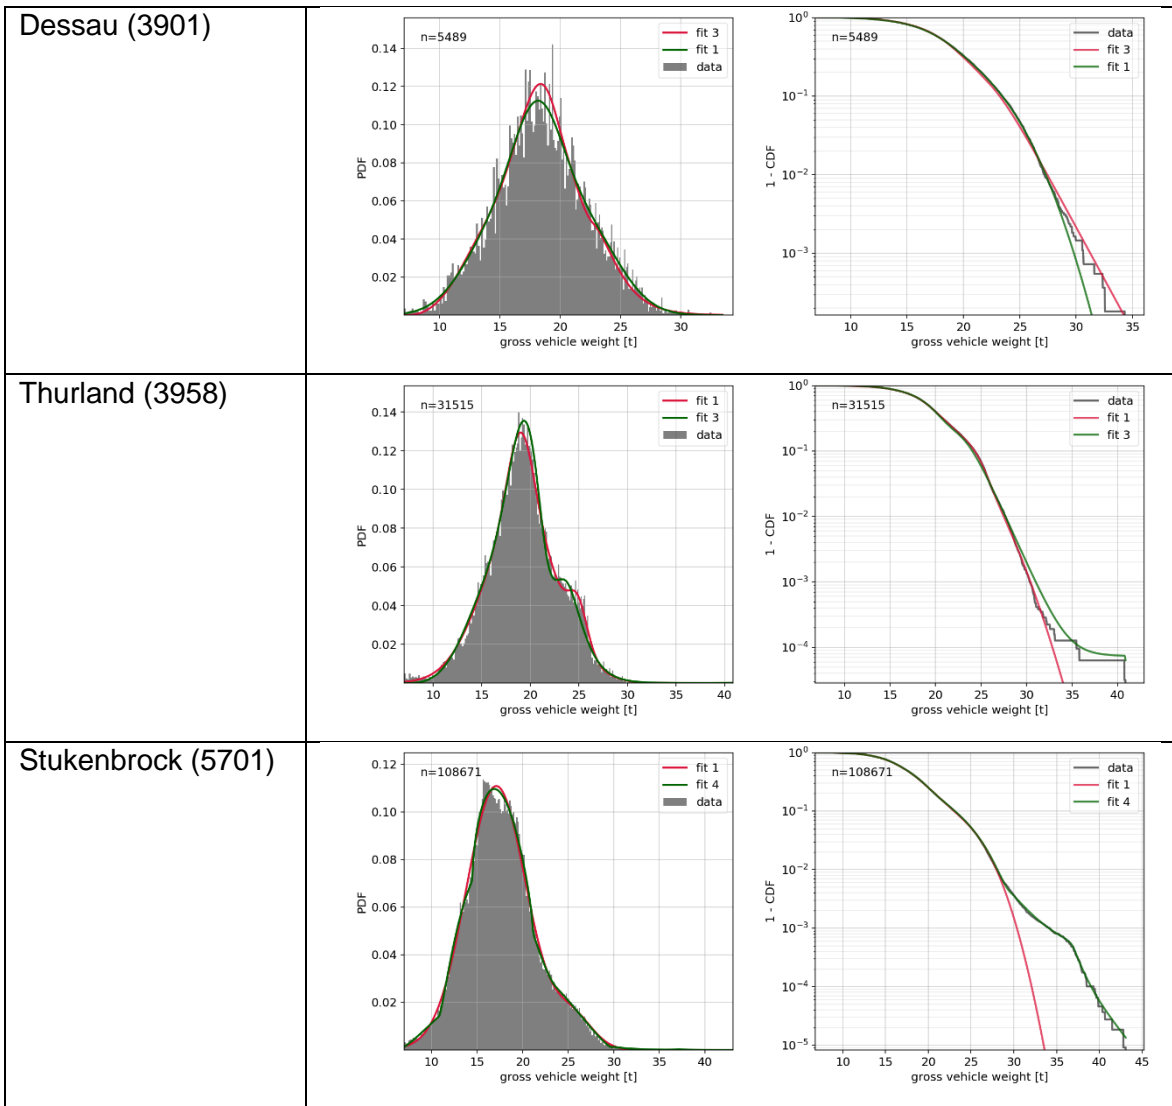 Dessau (3901)
n=5489
fit 3
fit 1
data
0.14
0.12
0.10
0.08
0.06
0.04
0.02
PDF
10 15 20 25 30
gross vehicle weight [t]
n=5489
data
fit 3
fit 1
10⁰
10⁻¹
10⁻²
10⁻³
1 - CDF
10 15 20 25 30 35
gross vehicle weight [t]
Thurland (3958)
n=31515
fit 1
fit 3
data
0.14
0.12
0.10
0.08
0.06
0.04
0.02
PDF
10 15 20 25 30 35 40
gross vehicle weight [t]
n=31515
data
fit 1
fit 3
10⁰
10⁻¹
10⁻²
10⁻³
10⁻⁴
1 - CDF
10 15 20 25 30 35 40
gross vehicle weight [t]
Stukenbrock (5701)
n=108671
fit 1
fit 4
data
0.12
0.10
0.08
0.06
0.04
0.02
PDF
10 15 20 25 30 35 40
gross vehicle weight [t]
n=108671
data
fit 1
fit 4
10⁰
10⁻¹
10⁻²
10⁻³
10⁻⁴
10⁻⁵
1 - CDF
10 15 20 25 30 35 40 45
gross vehicle weight [t]